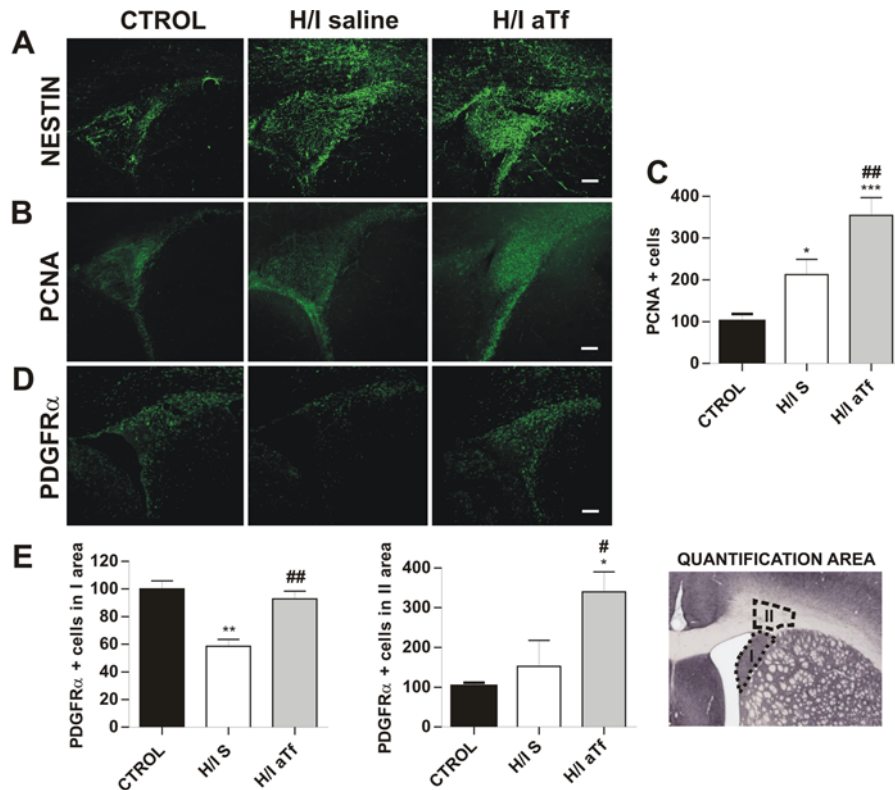 CTROL
H/I saline
H/I aTf
A
NESTIN
B
PCNA
C
PCNA + cells
400
300
200
100
0
*
##
***
CTROL
H/I S
H/I aTf
D
PDGFRα
E
PDGFRα + cells in I area
120
100
80
60
40
20
0
**
##
CTROL
H/I S
H/I aTf
PDGFRα + cells in II area
400
300
200
100
0
#
*
CTROL
H/I S
H/I aTf
QUANTIFICATION AREA
II
I